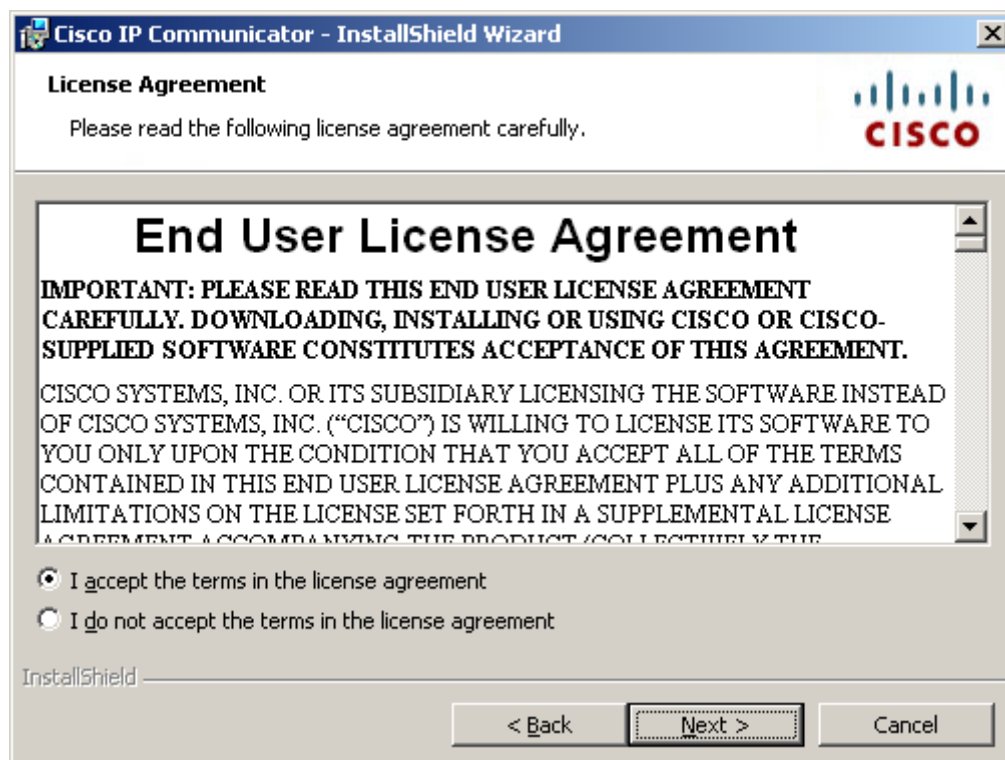 Cisco IP Communicator - InstallShield Wizard
License Agreement
Please read the following license agreement carefully.
CISCO
End User License Agreement
IMPORTANT: PLEASE READ THIS END USER LICENSE AGREEMENT
CAREFULLY. DOWNLOADING, INSTALLING OR USING CISCO OR CISCO-
SUPPLIED SOFTWARE CONSTITUTES ACCEPTANCE OF THIS AGREEMENT.
CISCO SYSTEMS, INC. OR ITS SUBSIDIARY LICENSING THE SOFTWARE INSTEAD
OF CISCO SYSTEMS, INC. (“CISCO”) IS WILLING TO LICENSE ITS SOFTWARE TO
YOU ONLY UPON THE CONDITION THAT YOU ACCEPT ALL OF THE TERMS
CONTAINED IN THIS END USER LICENSE AGREEMENT PLUS ANY ADDITIONAL
LIMITATIONS ON THE LICENSE SET FORTH IN A SUPPLEMENTAL LICENSE
AGREEMENT ACCOMPANYING THE PRODUCT (COLLECTIVELY THE
I accept the terms in the license agreement
I do not accept the terms in the license agreement
InstallShield
< Back
Next >
Cancel